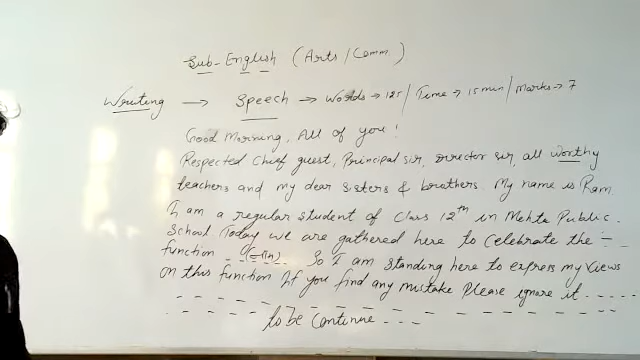 Sub-English (Arts/Comm.)
Writing → Speech → Words → 125 / Time → 15 min / Marks → 7
Good Morning, All of you!
Respected Chief guest, Principal sir, Director sir, all worthy
teachers and my dear sisters & brothers. My name is Ram
I am a regular student of Class 12th in Mehta Public
School Today we are gathered here to celebrate the —
function - So I am standing here to express my views
on this function If you find any mistake Please ignore it.....
to be Continue - - -